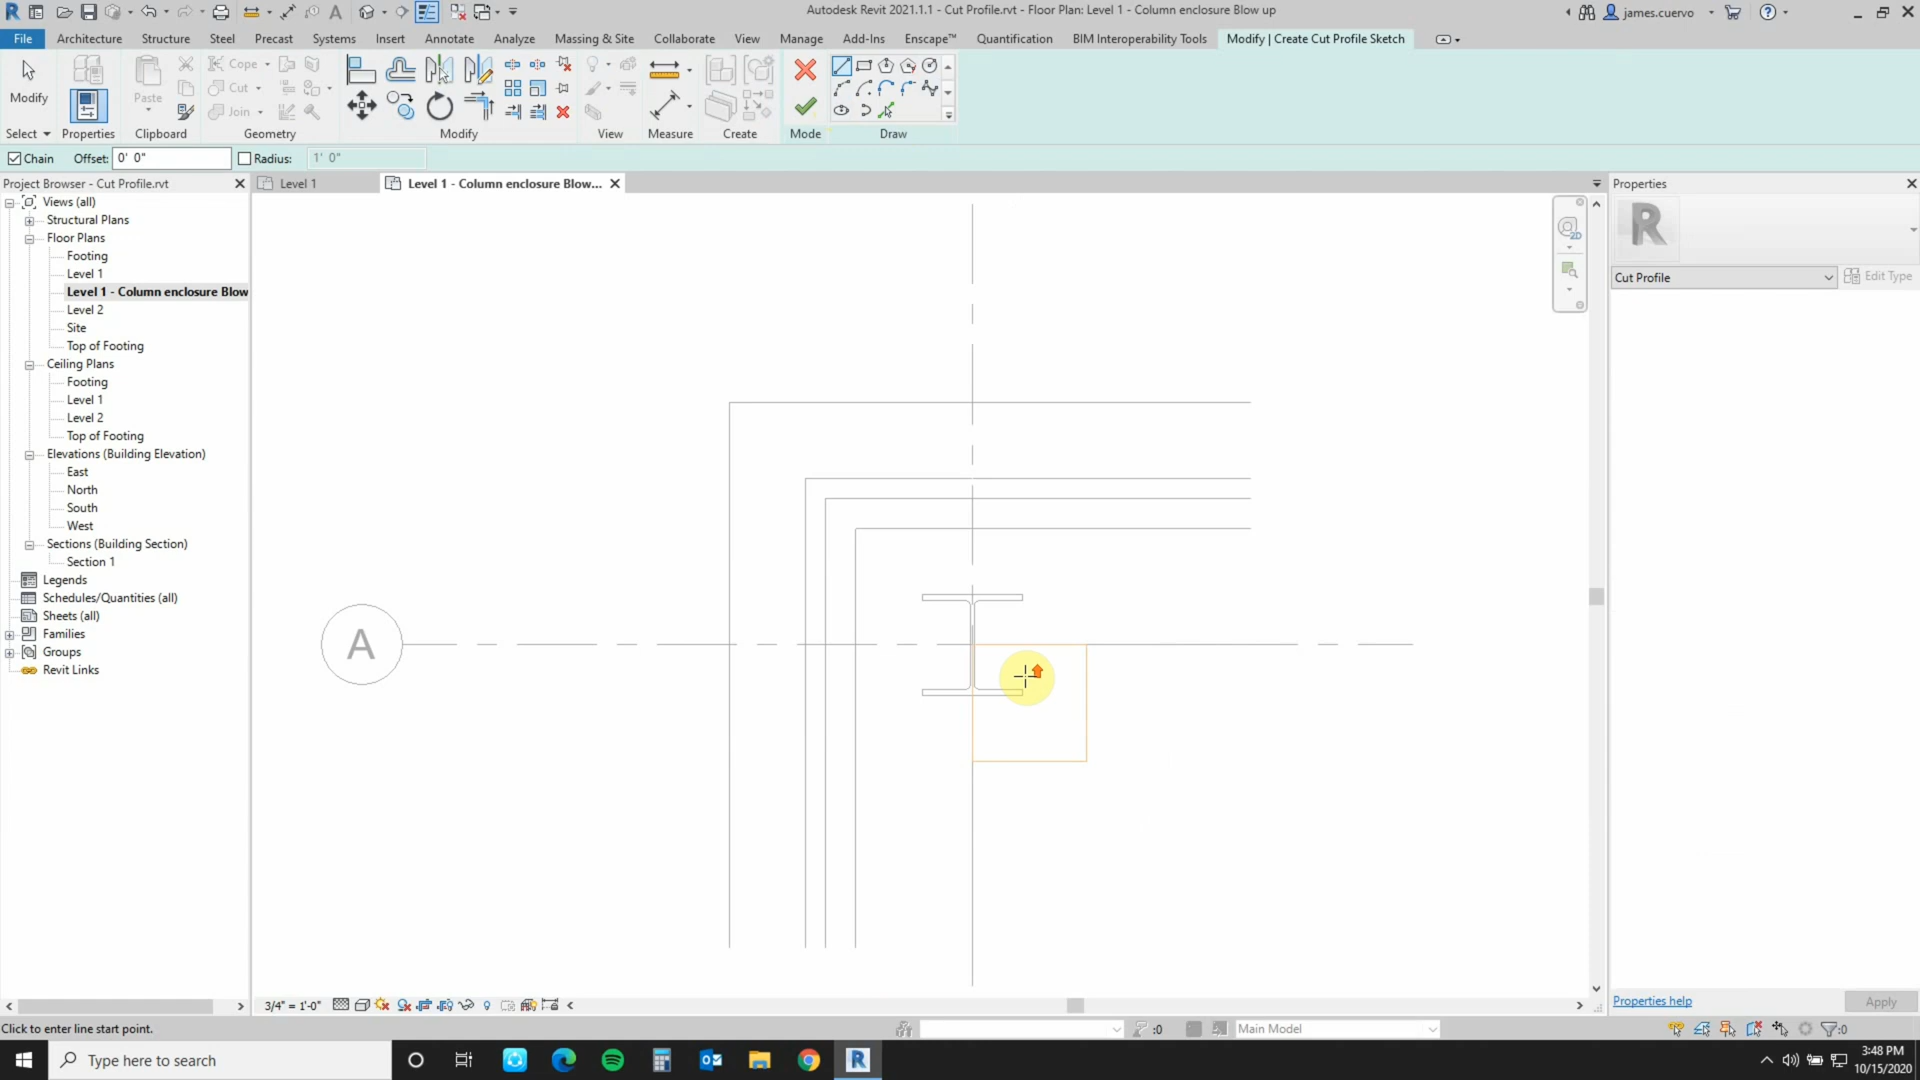 Autodesk Revit 2021.1.1 - Cut Profile.rvt - Floor Plan: Level 1 - Column enclosure Blow up
james.cuervo
File Architecture Structure Steel Precast Systems Insert Annotate Analyze Massing & Site Collaborate View Manage Add-Ins Enscape™ Quantification BIM Interoperability Tools Modify | Create Cut Profile Sketch
Modify Paste Cope Cut Join
Select Properties Clipboard Geometry Modify View Measure Create Mode Draw
Chain Offset: 0' 0" Radius: 1' 0"
Project Browser - Cut Profile.rvt
Level 1
Level 1 - Column enclosure Blow...
Properties
Views (all)
Structural Plans
Floor Plans
Footing
Level 1
Level 1 - Column enclosure Blow
Level 2
Site
Top of Footing
Ceiling Plans
Footing
Level 1
Level 2
Top of Footing
Elevations (Building Elevation)
East
North
South
West
Sections (Building Section)
Section 1
Legends
Schedules/Quantities (all)
Sheets (all)
Families
Groups
Revit Links
2D
A
R
Cut Profile
Edit Type
3/4" = 1'-0"
Properties help
Apply
Click to enter line start point.
:0
Main Model
:0
Type here to search
3:48 PM
10/15/2020